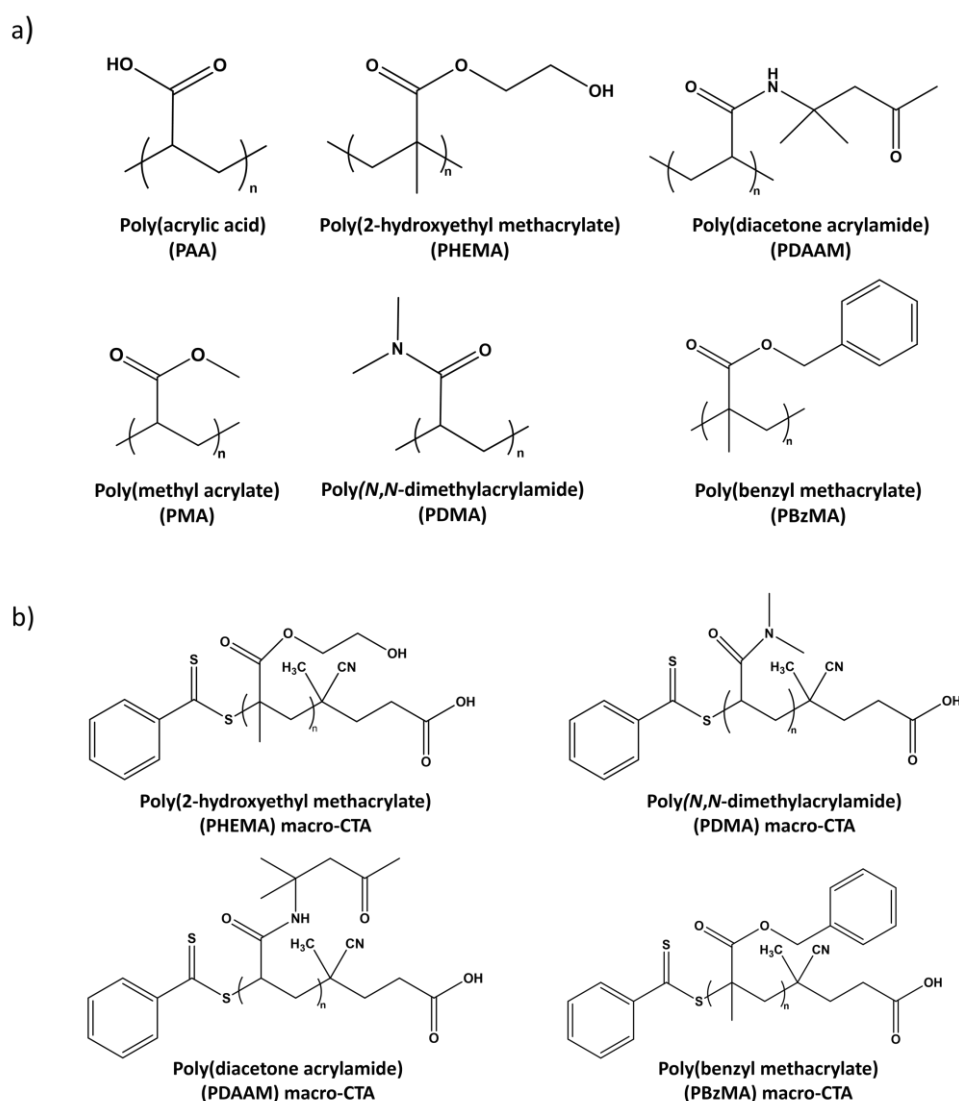 a)
HO
O
O
O
OH
O
H
N
O
n
n
n
Poly(acrylic acid)
(PAA)
Poly(2-hydroxyethyl methacrylate)
(PHEMA)
Poly(diacetone acrylamide)
(PDAAM)
O
O
N
O
O
O
n
n
n
Poly(methyl acrylate)
(PMA)
Poly(N,N-dimethylacrylamide)
(PDMA)
Poly(benzyl methacrylate)
(PBzMA)
b)
O
O
OH
S
H3C
CN
S
n
OH
O
O
N
S
H3C
CN
S
n
OH
O
Poly(2-hydroxyethyl methacrylate)
(PHEMA) macro-CTA
Poly(N,N-dimethylacrylamide)
(PDMA) macro-CTA
O
NH
O
S
H3C
CN
S
n
OH
O
O
O
S
H3C
CN
S
n
OH
O
Poly(diacetone acrylamide)
(PDAAM) macro-CTA
Poly(benzyl methacrylate)
(PBzMA) macro-CTA